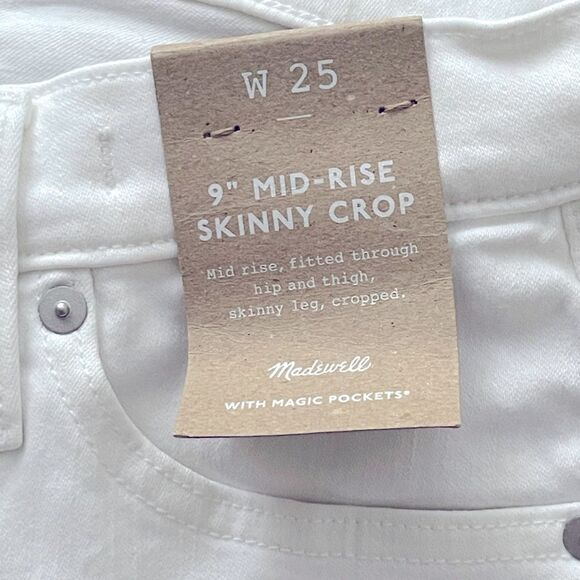 W 25
9" MID-RISE
SKINNY CROP
Mid rise, fitted through
hip and thigh,
skinny leg, cropped.
Madewell
WITH MAGIC POCKETS®